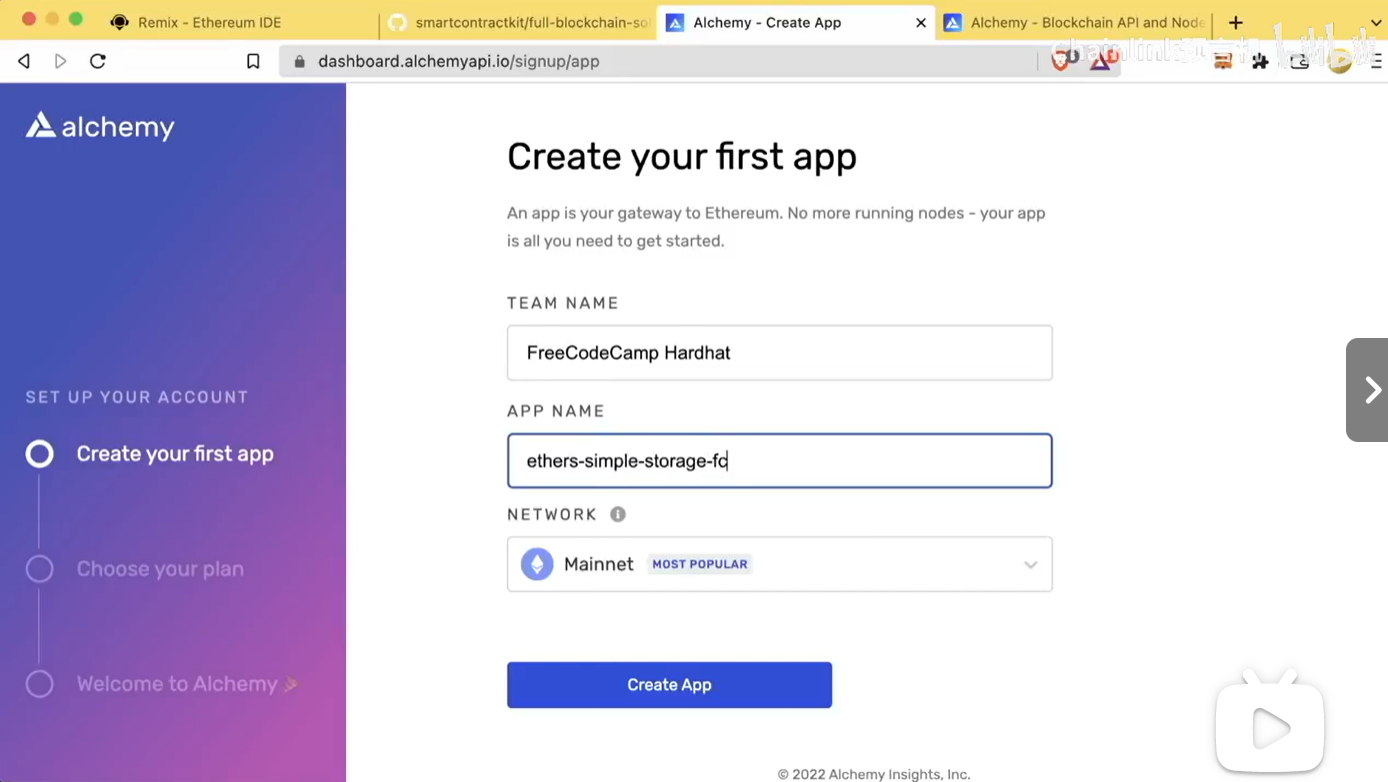 Remix - Ethereum IDE
smartcontractkit/full-blockchain-sol
Alchemy - Create App
Alchemy - Blockchain API and Node
dashboard.alchemyapi.io/signup/app
alchemy
Create your first app
An app is your gateway to Ethereum. No more running nodes - your app
is all you need to get started.
TEAM NAME
FreeCodeCamp Hardhat
APP NAME
ethers-simple-storage-fc
NETWORK
Mainnet MOST POPULAR
Create App
SET UP YOUR ACCOUNT
Create your first app
Choose your plan
Welcome to Alchemy
© 2022 Alchemy Insights, Inc.